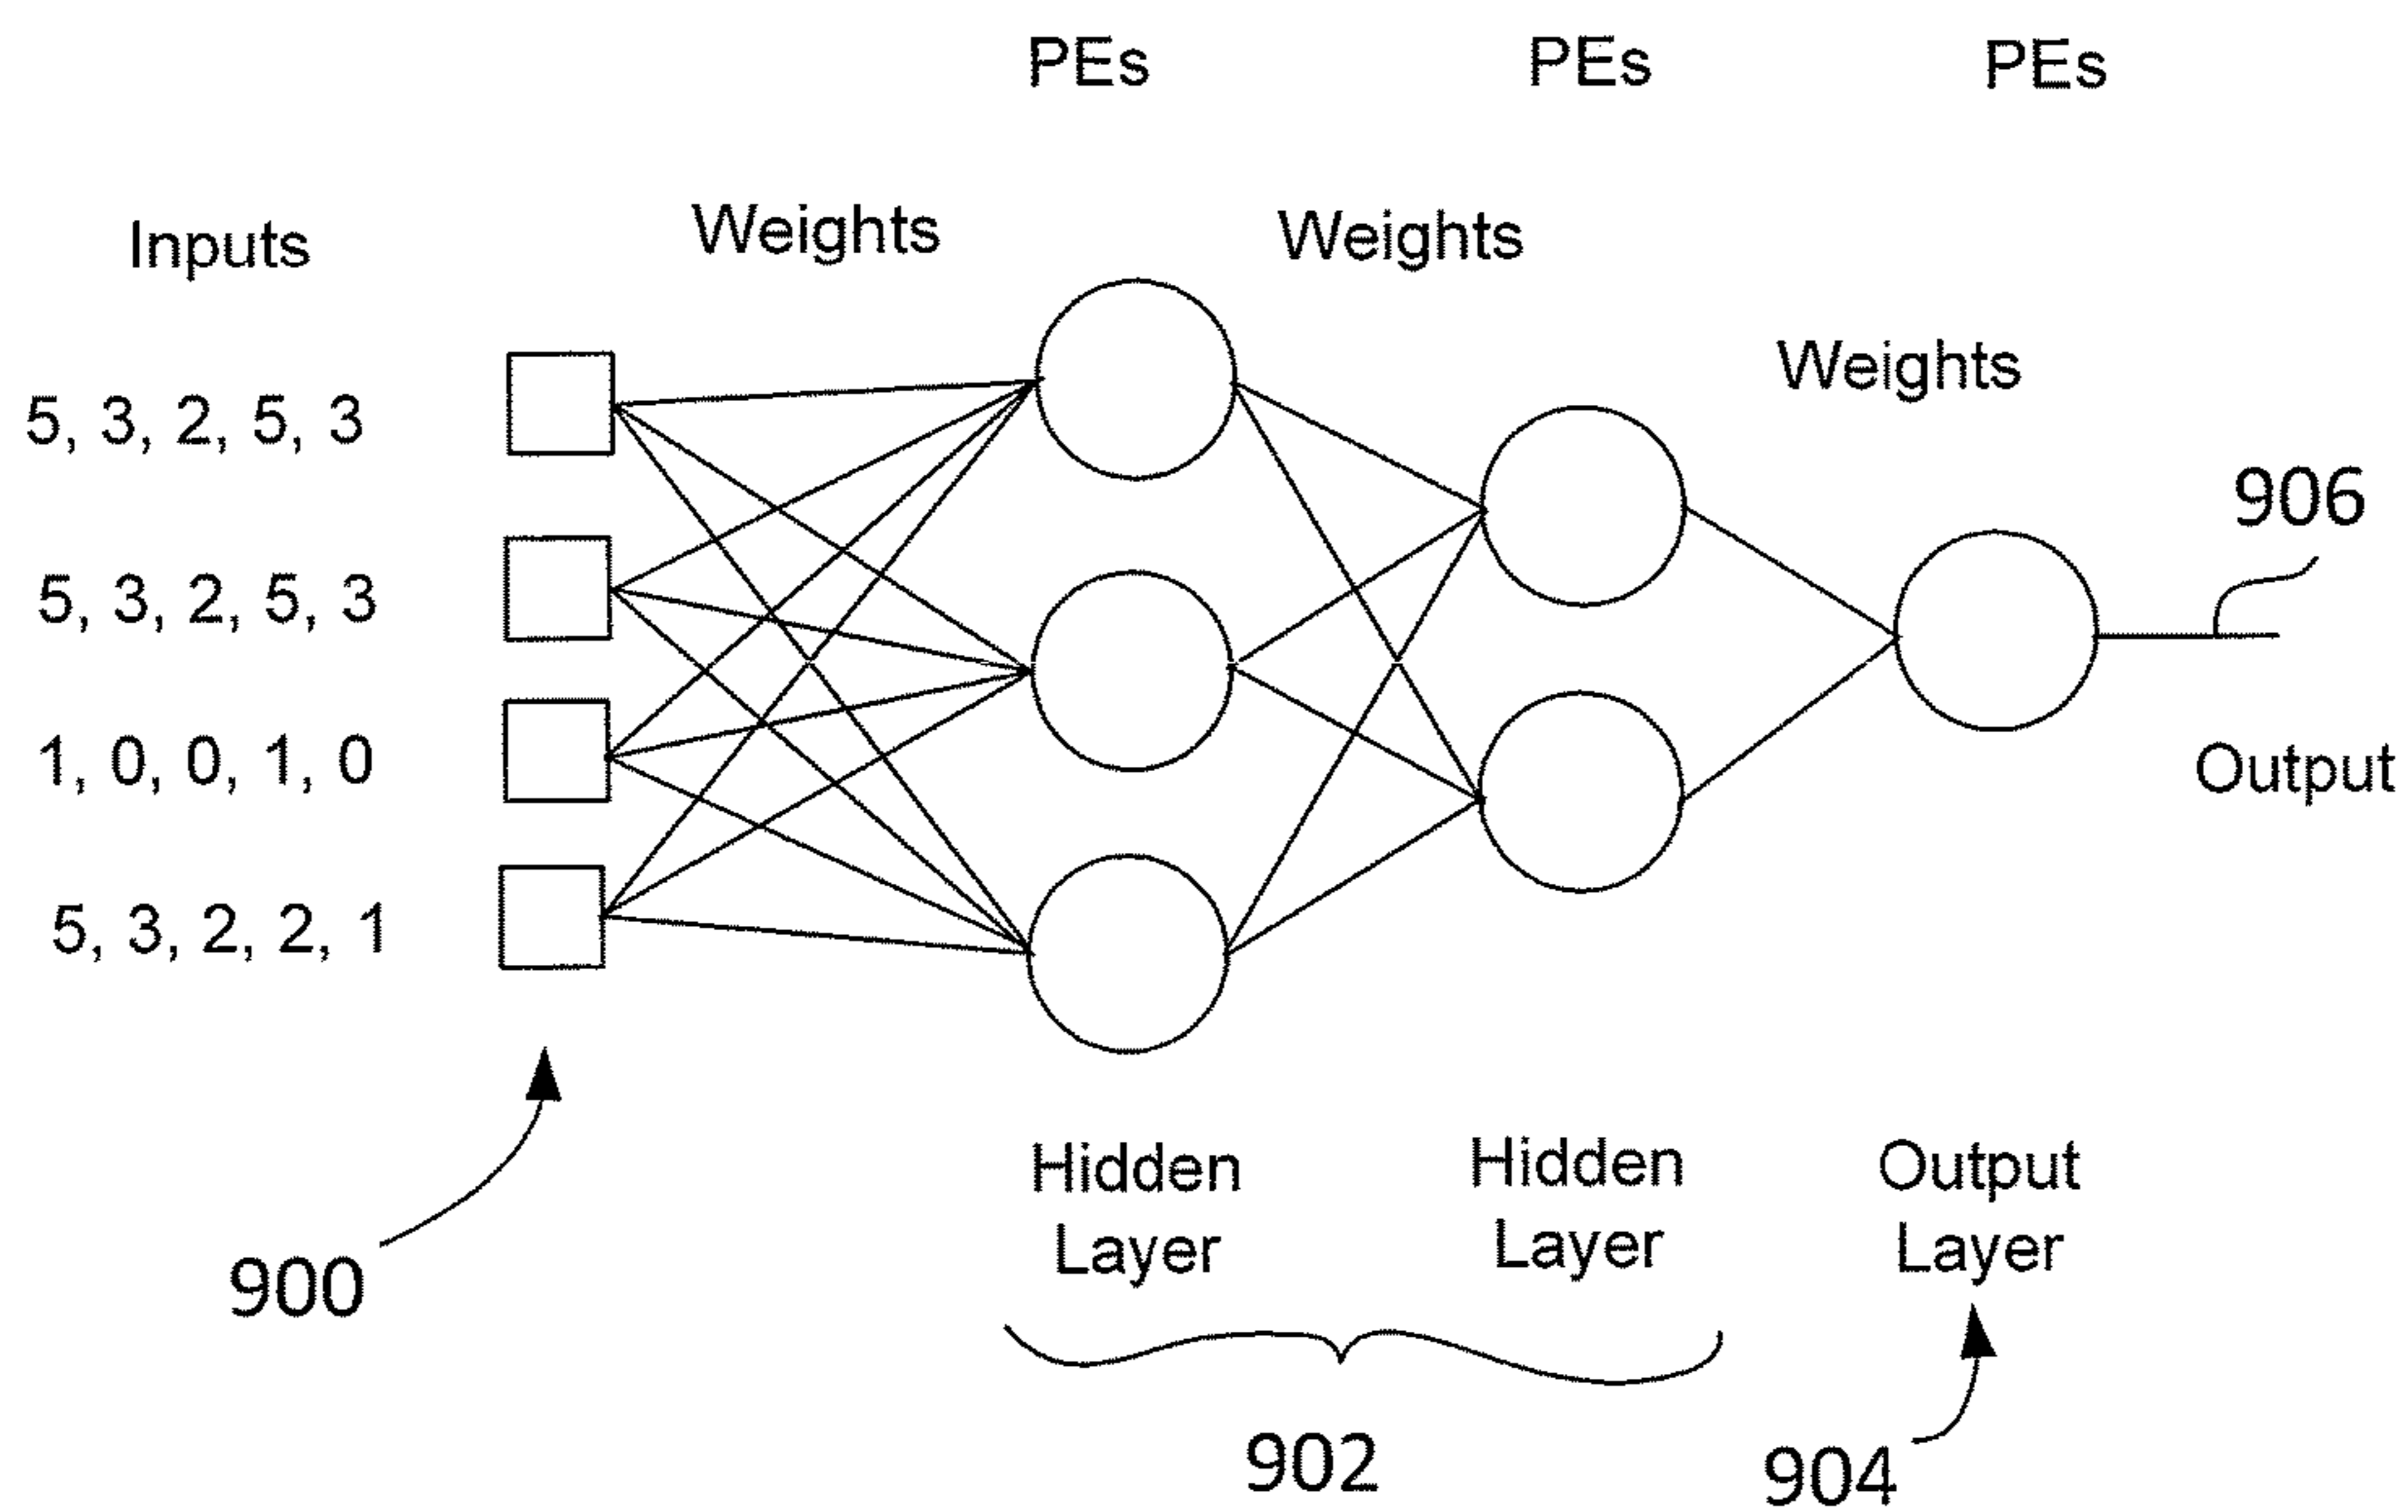 PEs
PEs
PEs
Inputs
Weights
Weights
Weights
5, 3, 2, 5, 3
5, 3, 2, 5, 3
1, 0, 0, 1, 0
5, 3, 2, 2, 1
906
Output
Hidden
Layer
Hidden
Layer
Output
Layer
900
902
904